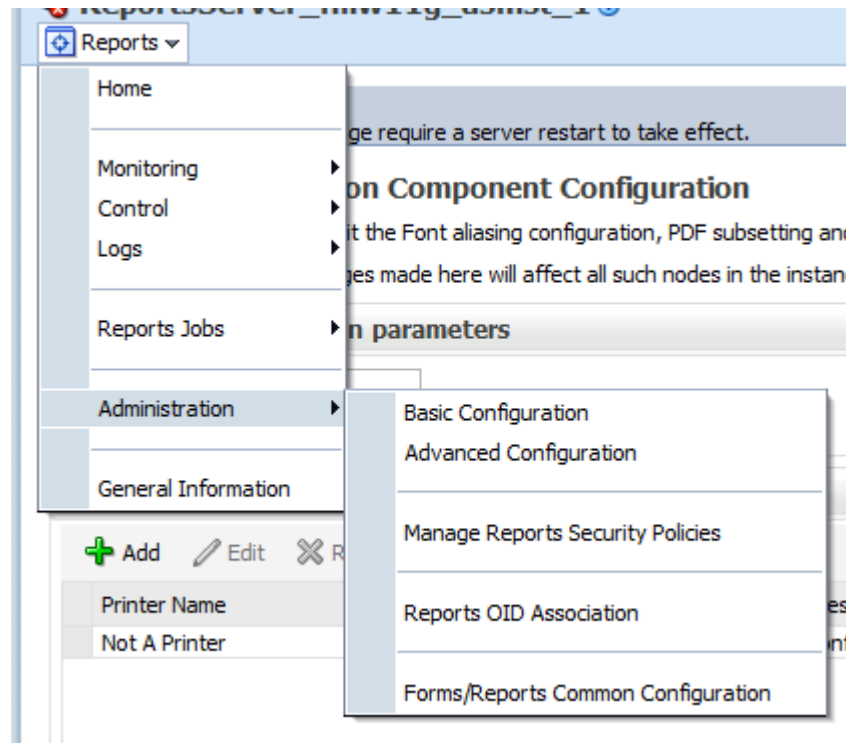 Reports
Home
ge require a server restart to take effect.
Monitoring
on Component Configuration
Control
it the Font aliasing configuration, PDF subsetting and
Logs
ges made here will affect all such nodes in the instan
Reports Jobs
n parameters
Administration
Basic Configuration
Advanced Configuration
General Information
Manage Reports Security Policies
Add Edit R
Printer Name
Reports OID Association
Not A Printer
Forms/Reports Common Configuration